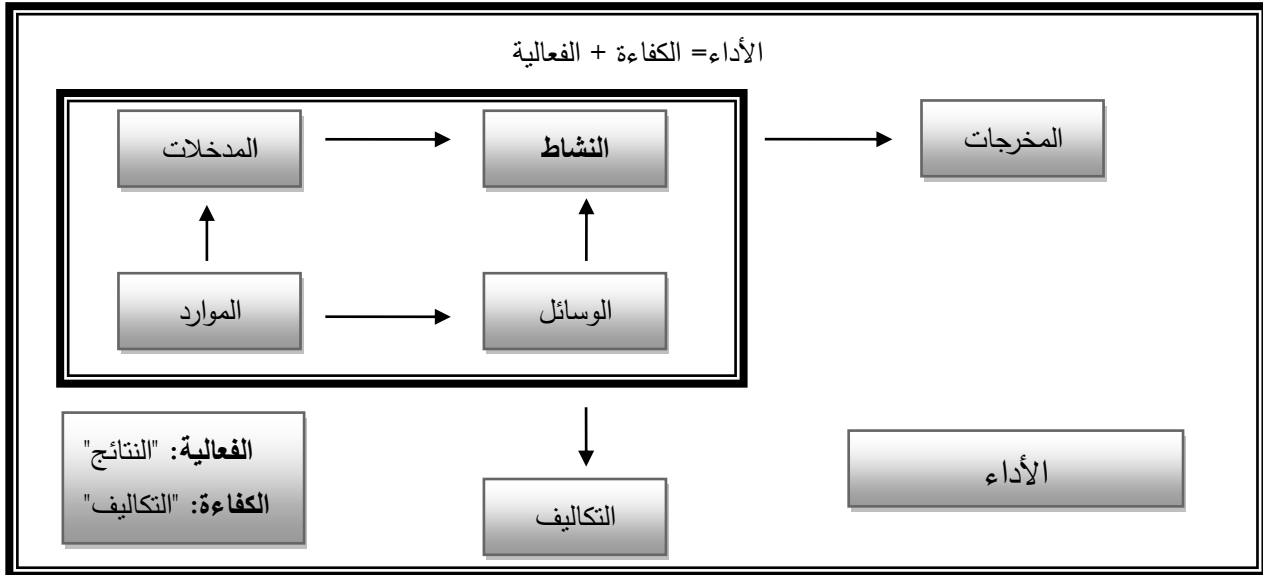 الأداء= الكفاءة + الفعالية
المدخلات
النشاط
المخرجات
الموارد
الوسائل
الفعالية: "النتائج"
الكفاءة: "التكاليف"
التكاليف
الأداء